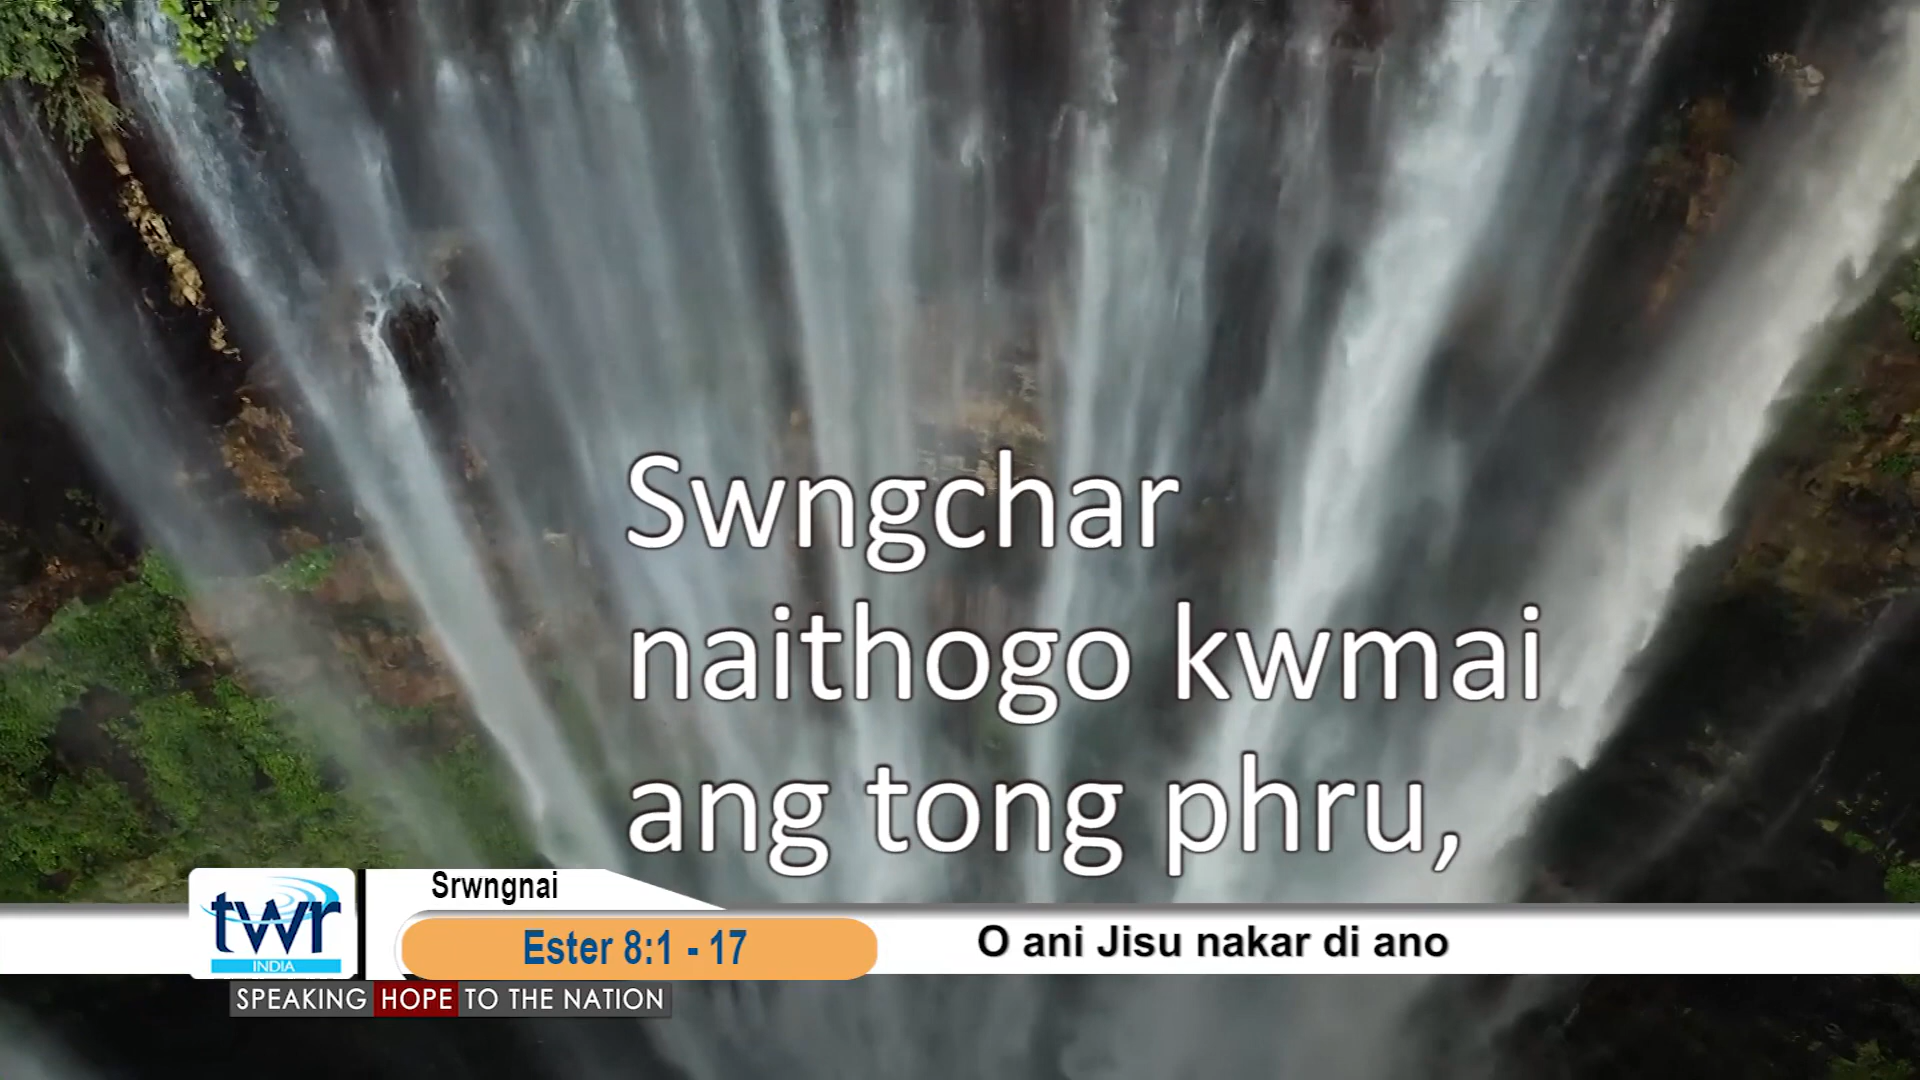 Swngchar
naithogo kwmai
ang tong phru,
Srwngnai
Ester 8:1 - 17
O ani Jisu nakar di ano
twr
INDIA
SPEAKING HOPE TO THE NATION